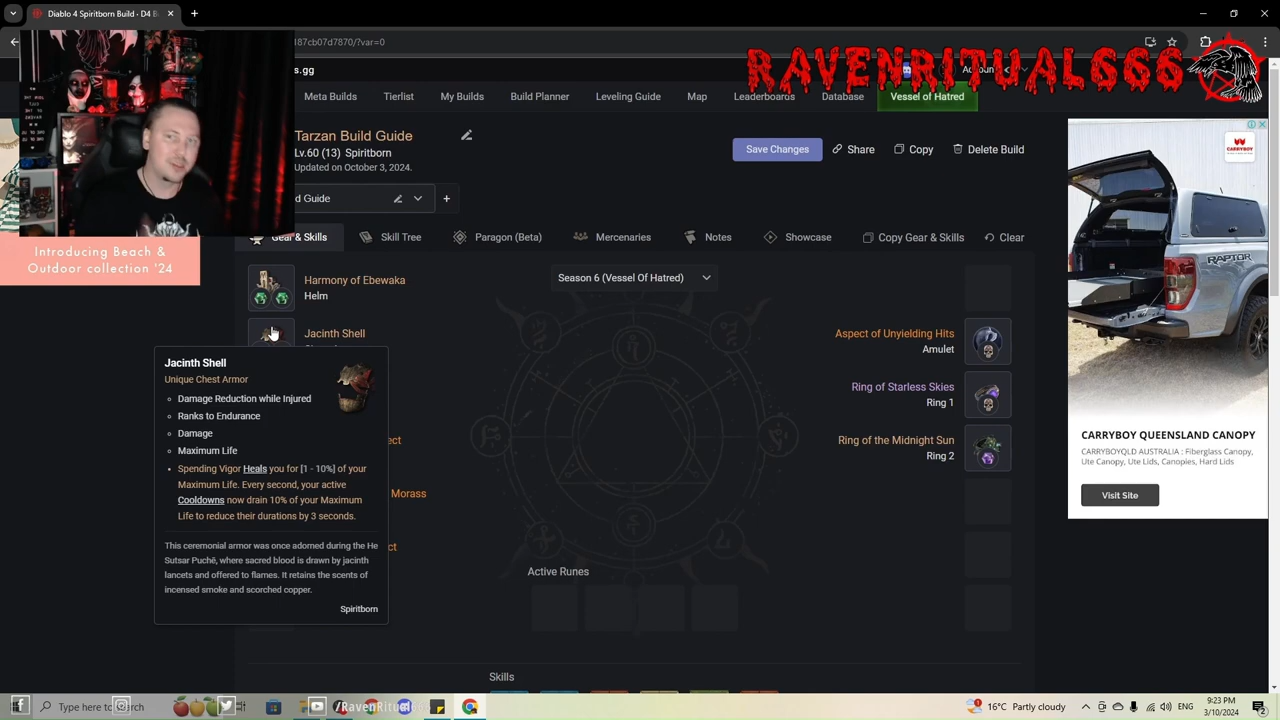 Diablo 4 Spiritborn Build - D4 B
187cb07d7870/?var=0
s.gg
RAVENRITUALS666
Meta Builds
Tierlist
My Builds
Build Planner
Leveling Guide
Map
Leaderboards
Database
Vessel of Hatred
Tarzan Build Guide
Lv.60 (13) Spiritborn
Updated on October 3, 2024.
Save Changes
Share
Copy
Delete Build
d Guide
+
Introducing Beach &
Outdoor collection '24
Gear & Skills
Skill Tree
Paragon (Beta)
Mercenaries
Notes
Showcase
Copy Gear & Skills
Clear
Harmony of Ebewaka
Helm
Season 6 (Vessel Of Hatred)
Jacinth Shell
Aspect of Unyielding Hits
Amulet
Ring of Starless Skies
Ring 1
Ring of the Midnight Sun
Ring 2
Jacinth Shell
Unique Chest Armor
Damage Reduction while Injured
Ranks to Endurance
Damage
Maximum Life
Spending Vigor Heals you for [1 - 10%] of your
Maximum Life. Every second, your active
Cooldowns now drain 10% of your Maximum
Life to reduce their durations by 3 seconds.
This ceremonial armor was once adorned during the He
Sutsar Puchë, where sacred blood is drawn by jacinth
lancets and offered to flames. It retains the scents of
incensed smoke and scorched copper.
Spiritborn
ect
Morass
ct
Active Runes
Skills
CARRYBOY
RAPTOR
CARRYBOY QUEENSLAND CANOPY
CARRYBOYQLD AUSTRALIA : Fiberglass Canopy,
Ute Canopy, Ute Lids, Canopies, Hard Lids
Visit Site
Type here to search
/RavenRitual
16°C Partly cloudy
ENG
9:23 PM
3/10/2024
2